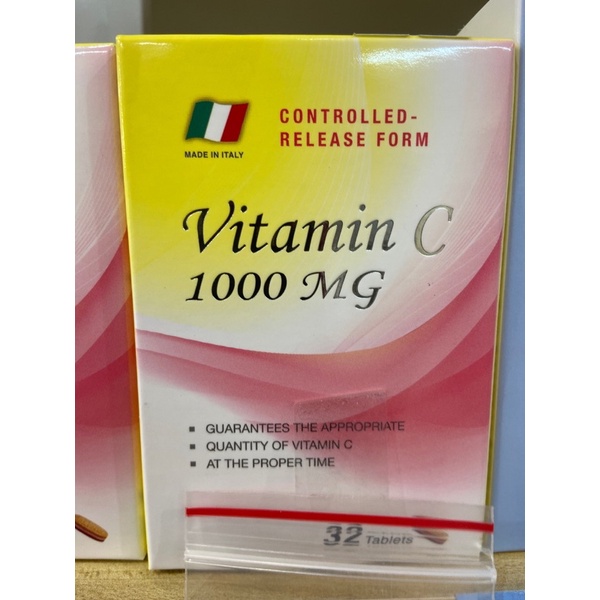 CONTROLLED-
RELEASE FORM
MADE IN ITALY
Vitamin C
1000 MG
GUARANTEES THE APPROPRIATE
QUANTITY OF VITAMIN C
AT THE PROPER TIME
32 Tablets